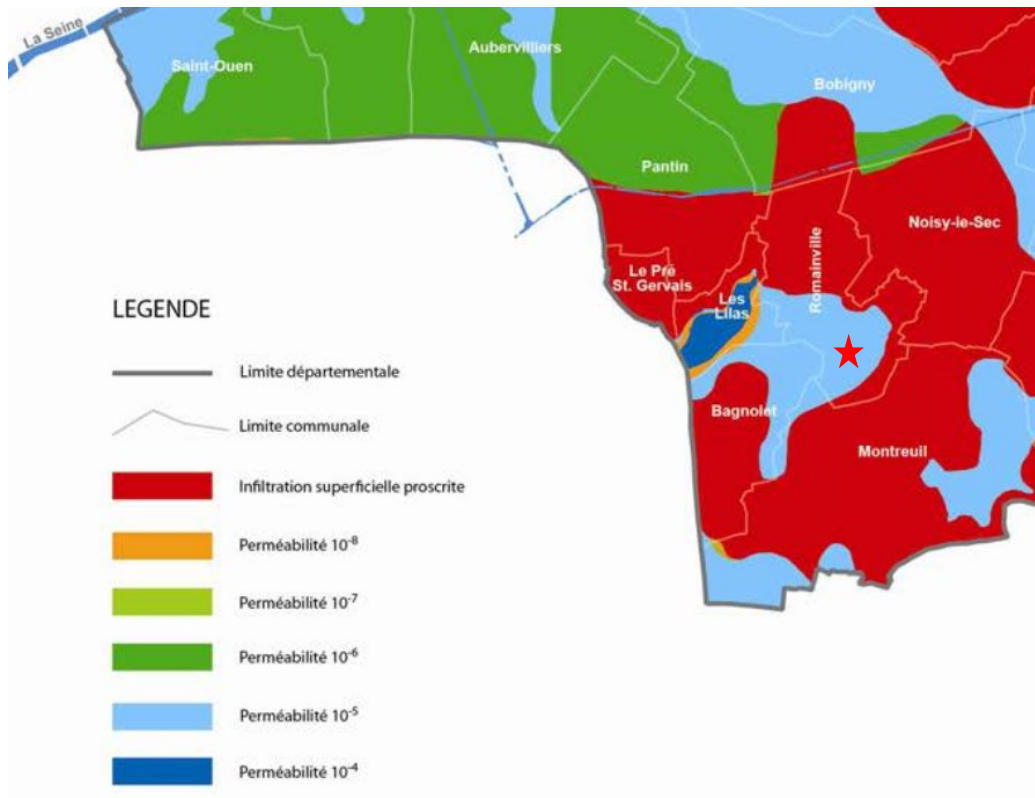 La Seine
Saint-Ouen
Aubervilliers
Bobigny
Pantin
Noisy-le-Sec
Romainville
Le Pré
St. Gervais
Les
Lilas
Bagnolet
Montreuil
LEGENDE
Limite départementale
Limite communale
Infiltration superficielle proscrite
Perméabilité 10⁻⁸
Perméabilité 10⁻⁷
Perméabilité 10⁻⁶
Perméabilité 10⁻⁵
Perméabilité 10⁻⁴